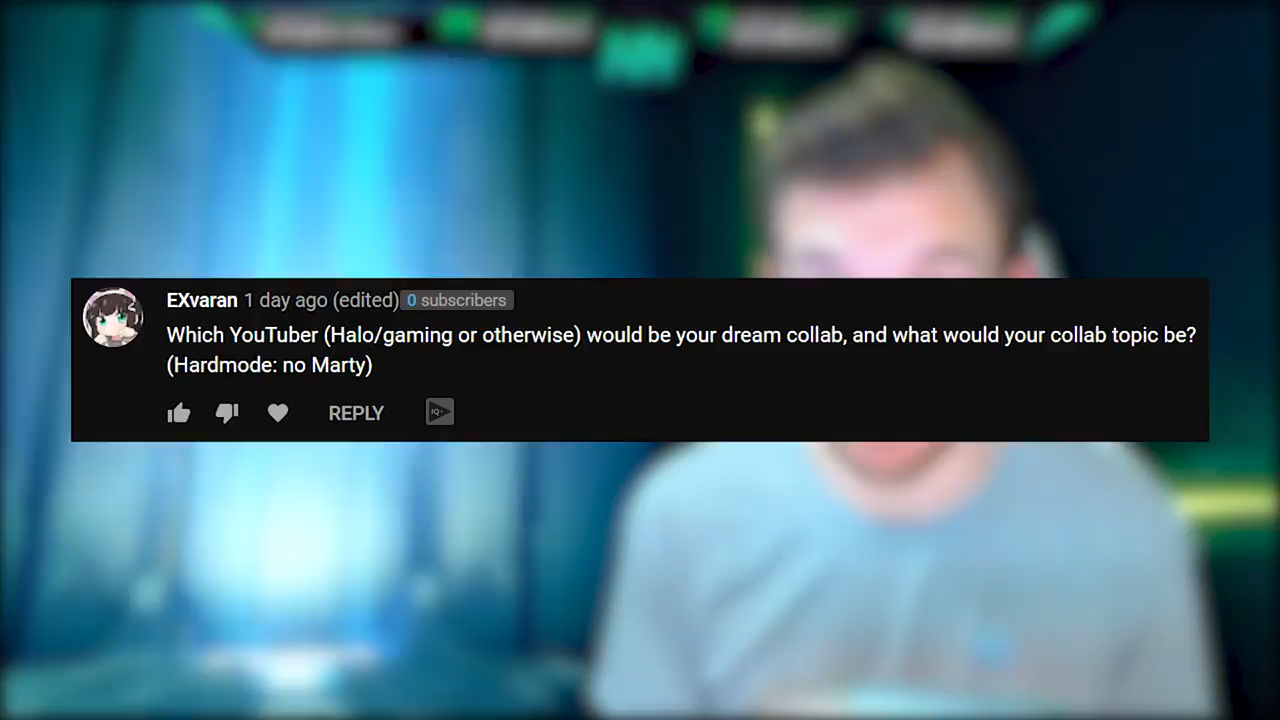 EXvaran 1 day ago (edited) 0 subscribers
Which YouTuber (Halo/gaming or otherwise) would be your dream collab, and what would your collab topic be?
(Hardmode: no Marty)
REPLY
IQ+